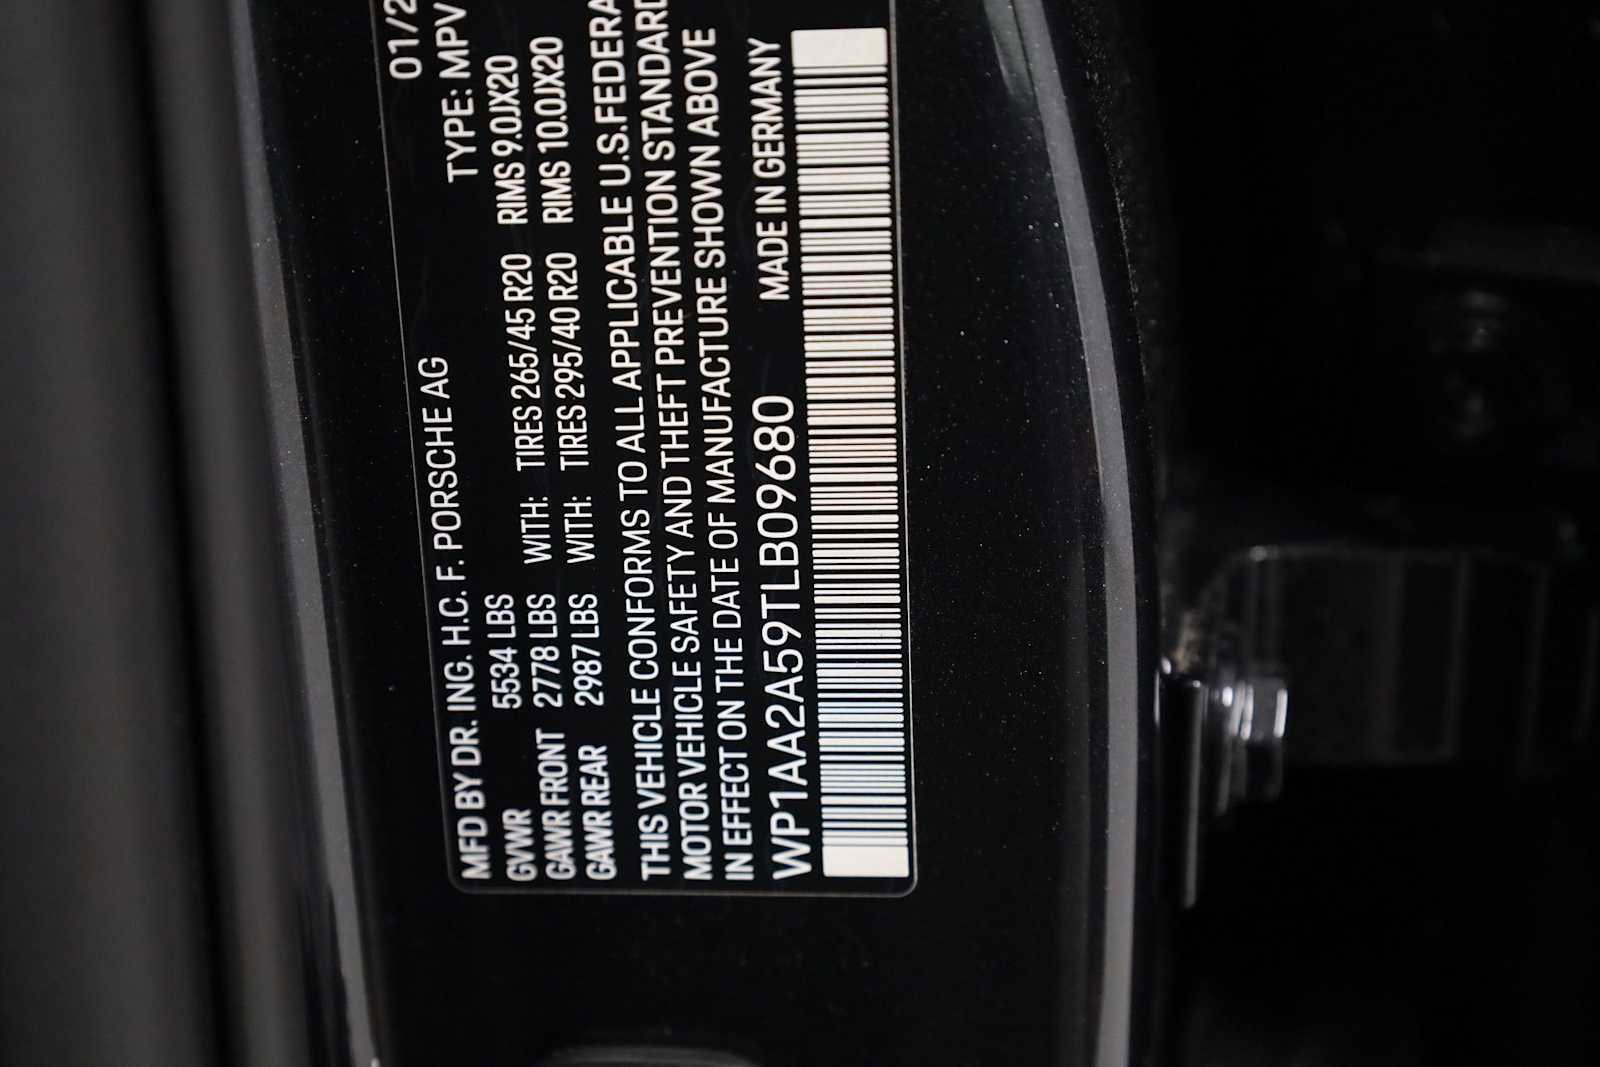 MFD BY DR. ING. H.C. F. PORSCHE AG 01/2
GVWR 5534 LBS TYPE: MPV
GAWR FRONT 2778 LBS WITH: TIRES 265/45 R20 RIMS 9.0JX20
GAWR REAR 2987 LBS WITH: TIRES 295/40 R20 RIMS 10.0JX20
THIS VEHICLE CONFORMS TO ALL APPLICABLE U.S.FEDERA
MOTOR VEHICLE SAFETY AND THEFT PREVENTION STANDARD
IN EFFECT ON THE DATE OF MANUFACTURE SHOWN ABOVE
WP1AA2A59TLB09680 MADE IN GERMANY